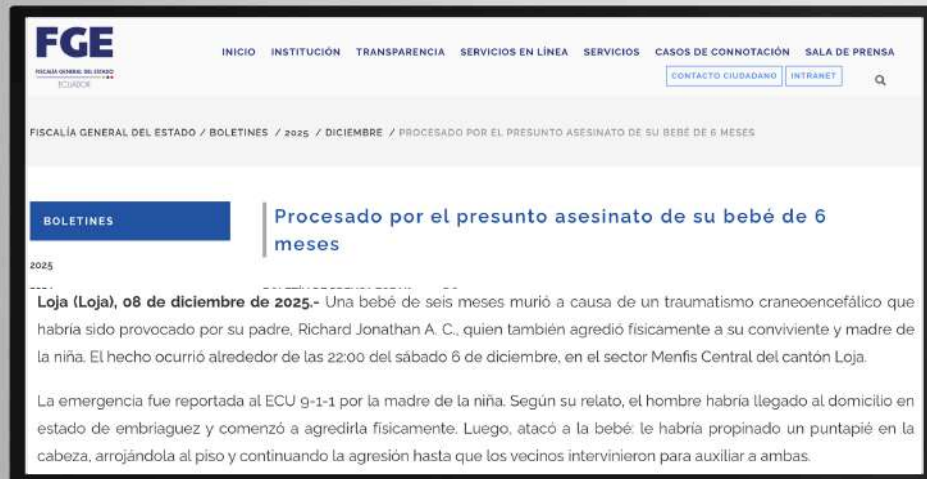 FGE
FISCALÍA GENERAL DEL ESTADO
ECUADOR
INICIO INSTITUCIÓN TRANSPARENCIA SERVICIOS EN LÍNEA SERVICIOS CASOS DE CONNOTACIÓN SALA DE PRENSA
CONTACTO CIUDADANO INTRANET
FISCALÍA GENERAL DEL ESTADO / BOLETINES / 2025 / DICIEMBRE / PROCESADO POR EL PRESUNTO ASESINATO DE SU BEBÉ DE 6 MESES
BOLETINES
Procesado por el presunto asesinato de su bebé de 6
meses
2025
Loja (Loja), 08 de diciembre de 2025.- Una bebé de seis meses murió a causa de un traumatismo craneoencefálico que
habría sido provocado por su padre, Richard Jonathan A. C., quien también agredió físicamente a su conviviente y madre de
la niña. El hecho ocurrió alrededor de las 22:00 del sábado 6 de diciembre, en el sector Menfis Central del cantón Loja.
La emergencia fue reportada al ECU 9-1-1 por la madre de la niña. Según su relato, el hombre habría llegado al domicilio en
estado de embriaguez y comenzó a agredirla físicamente. Luego, atacó a la bebé: le habría propinado un puntapié en la
cabeza, arrojándola al piso y continuando la agresión hasta que los vecinos intervinieron para auxiliar a ambas.